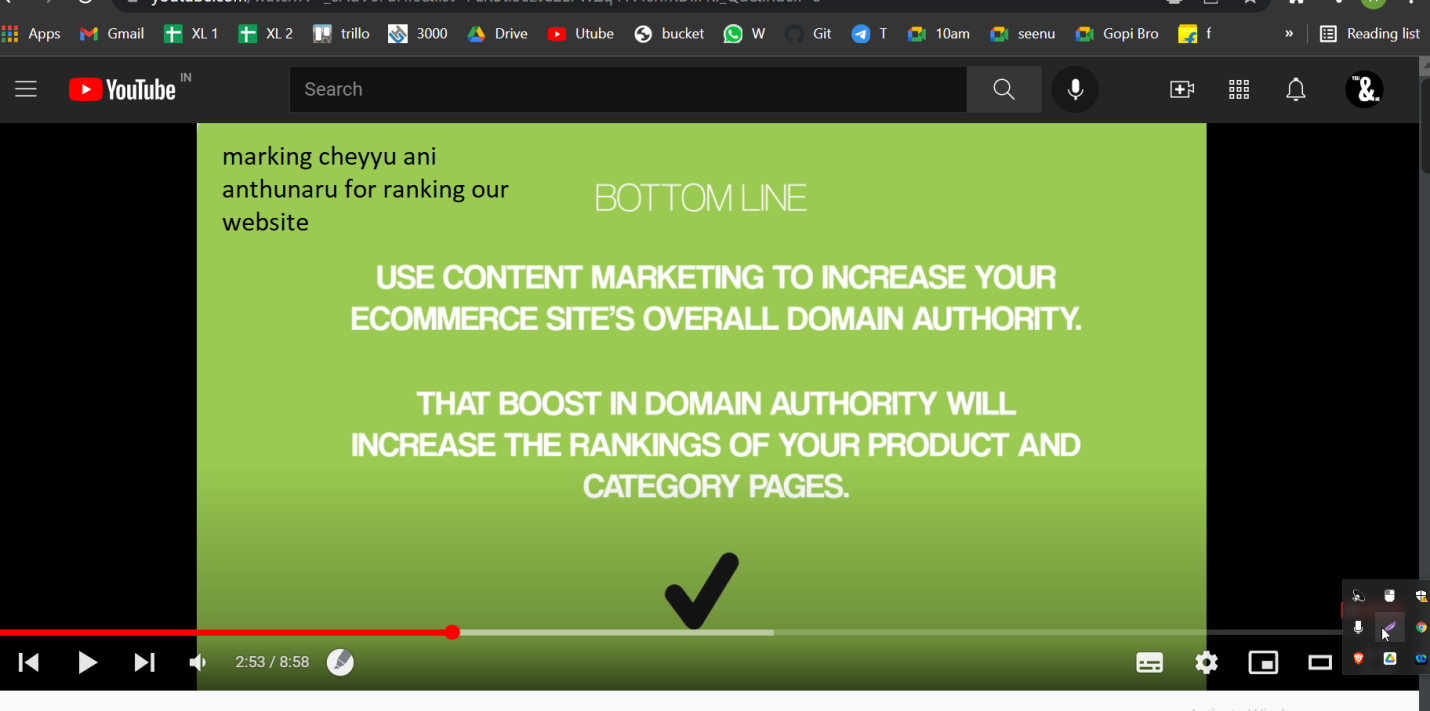 Apps Gmail XL 1 XL 2 trillo 3000 Drive Utube bucket W Git T 10am seenu Gopi Bro f » Reading list
YouTube IN Search YOU &
marking cheyyu ani
anthunaru for ranking our
website
BOTTOM LINE
USE CONTENT MARKETING TO INCREASE YOUR
ECOMMERCE SITE'S OVERALL DOMAIN AUTHORITY.
THAT BOOST IN DOMAIN AUTHORITY WILL
INCREASE THE RANKINGS OF YOUR PRODUCT AND
CATEGORY PAGES.
2:53 / 8:58